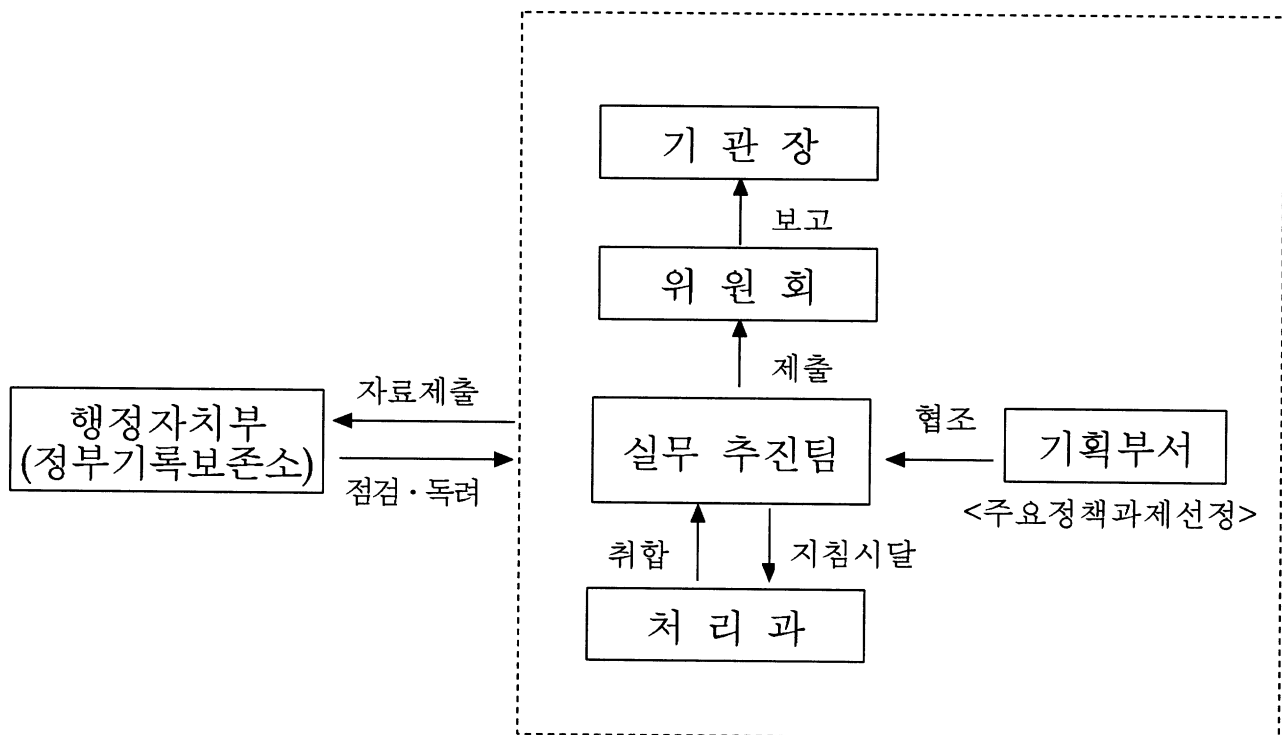 기 관 장
보고
위 원 회
제출
자료제출
행정자치부
(정부기록보존소)
점검·독려
실무 추진팀
협조
기획부서
<주요정책과제선정>
취합
지침시달
처 리 과